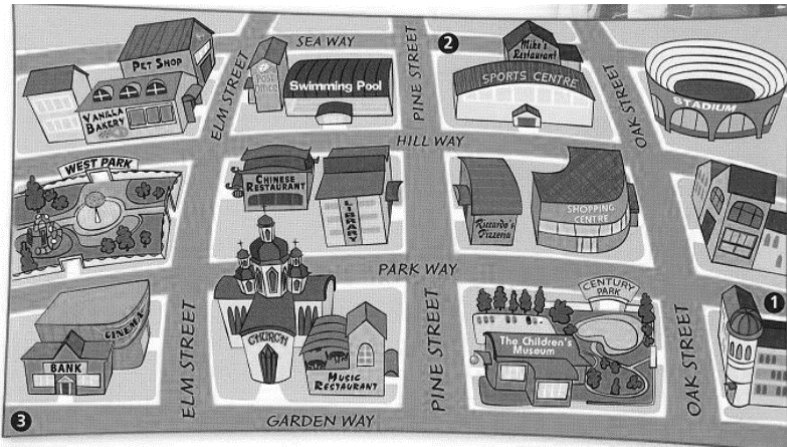 SEA WAY
2
Mike's
Restaurant
PET SHOP
ELM STREET
PINE STREET
SPORTS CENTRE
OAK STREET
Swimming Pool
STADIUM
VANILLA
BAKERY
HILL WAY
WEST PARK
CHINESE
RESTAURANT
LIBRARY
Riccardo's
Pizzeria
SHOPPING
CENTRE
PARK WAY
CENTURY
PARK
1
ELM STREET
CINEMA
CHURCH
PINE STREET
The Children's
Museum
OAK STREET
BANK
MUSIC
RESTAURANT
3
GARDEN WAY